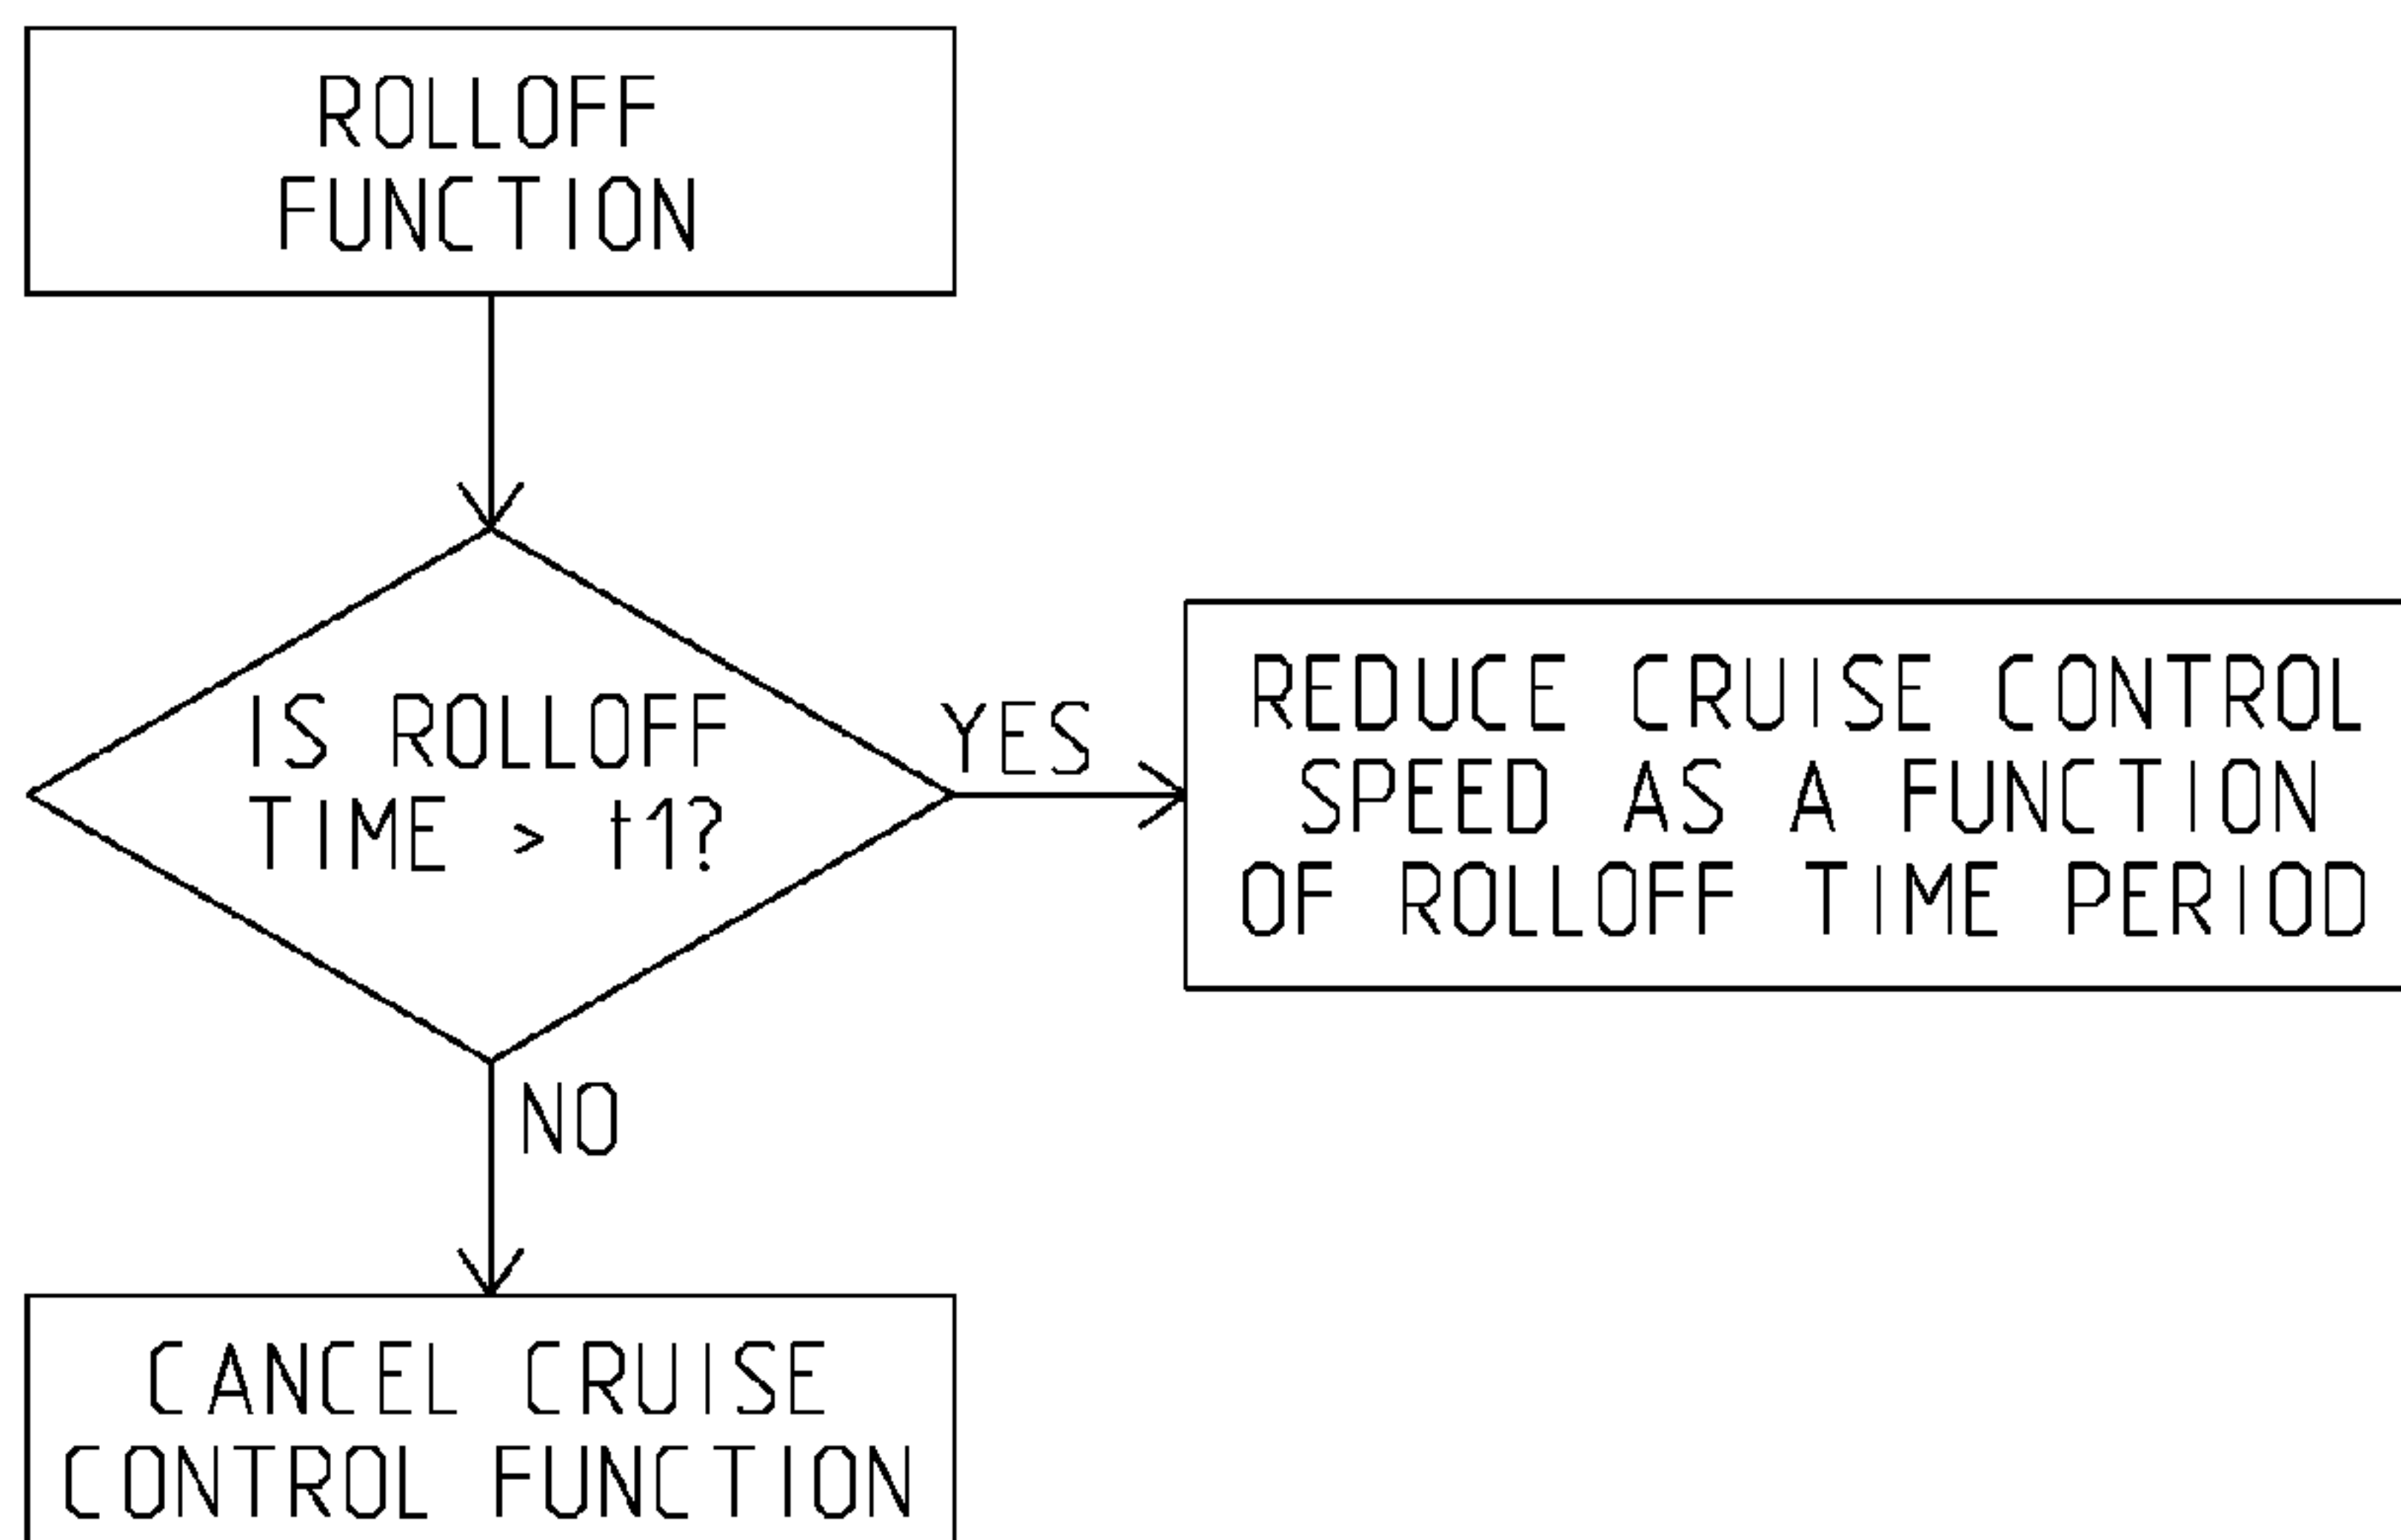 ROLLOFF
FUNCTION
IS ROLLOFF
TIME > t1?
YES
REDUCE CRUISE CONTROL
SPEED AS A FUNCTION
OF ROLLOFF TIME PERIOD
NO
CANCEL CRUISE
CONTROL FUNCTION